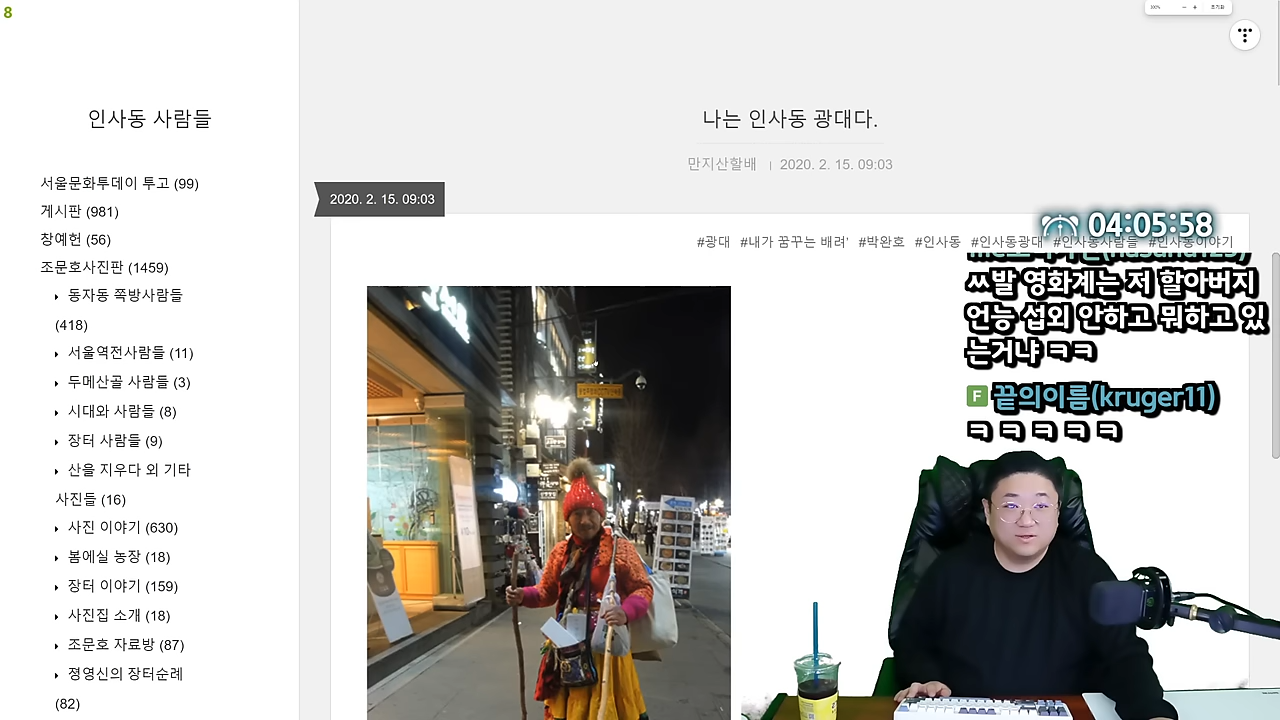 8
300%
초기화
인사동 사람들
서울문화투데이 투고 (99)
게시판 (981)
창예헌 (56)
조문호사진판 (1459)
동자동 쪽방사람들
(418)
서울역전사람들 (11)
두메산골 사람들 (3)
시대와 사람들 (8)
장터 사람들 (9)
산을 지우다 외 기타
사진들 (16)
사진 이야기 (630)
봄에실 농장 (18)
장터 이야기 (159)
사진집 소개 (18)
조문호 자료방 (87)
정영신의 장터순례
(82)
나는 인사동 광대다.
만지산할배 | 2020. 2. 15. 09:03
2020. 2. 15. 09:03
04:05:58
#광대 #내가 꿈꾸는 배려' #박완호 #인사동 #인사동광대 #인사동사람들 #인사동이야기
ㅆ발 영화계는 저 할아버지
언능 섭외 안하고 뭐하고 있
는거냐 ㅋㅋ
F 끝의이름(kruger11)
ㅋ ㅋ ㅋ ㅋ ㅋ